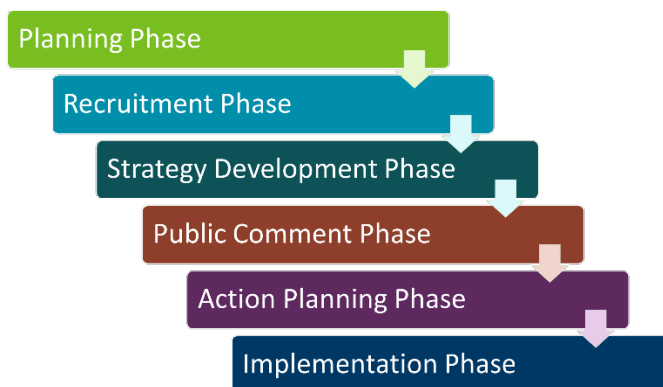 Planning Phase
Recruitment Phase
Strategy Development Phase
Public Comment Phase
Action Planning Phase
Implementation Phase